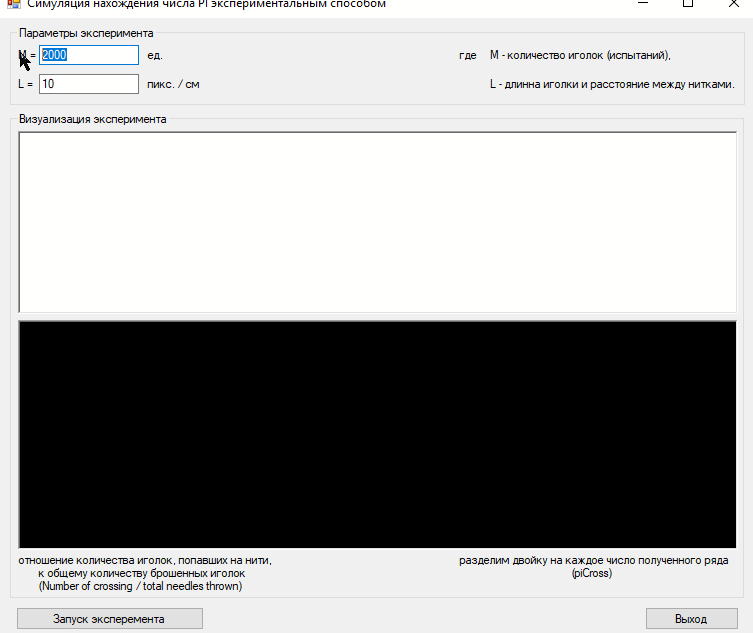 Симуляция нахождения числа PI экспериментальным способом
Параметры эксперимента
M = 2000 ед. где M - количество иголок (испытаний),
L = 10 пикс. / см L - длинна иголки и расстояние между нитками.
Визуализация эксперимента
отношение количества иголок, попавших на нити, разделим двойку на каждое число полученного ряда
к общему количеству брошенных иголок (piCross)
(Number of crossing / total needles thrown)
Запуск эксперемента Выход